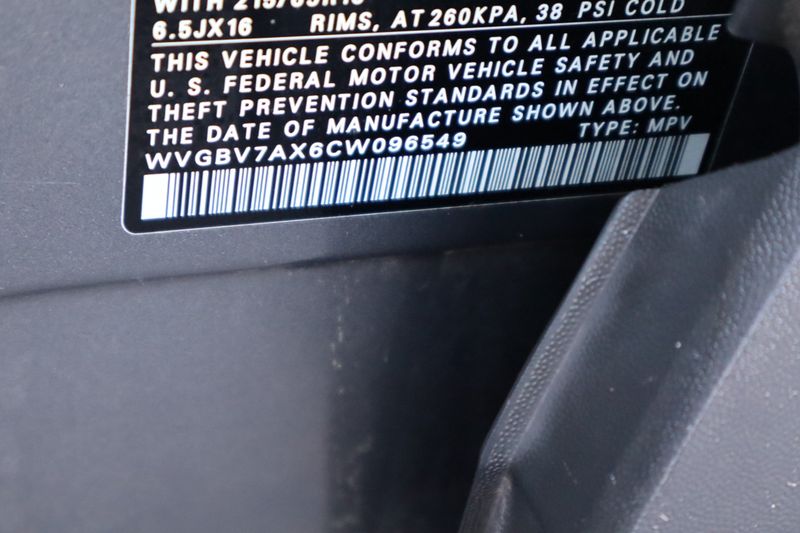 6.5JX16 RIMS, AT 260KPA, 38 PSI COLD
THIS VEHICLE CONFORMS TO ALL APPLICABLE
U. S. FEDERAL MOTOR VEHICLE SAFETY AND
THEFT PREVENTION STANDARDS IN EFFECT ON
THE DATE OF MANUFACTURE SHOWN ABOVE.
WVGBV7AX6CW096549 TYPE: MPV